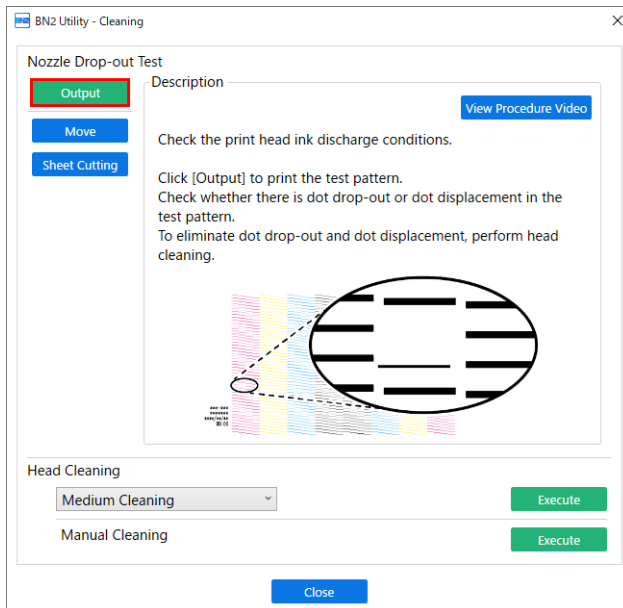 BN2 BN2 Utility - Cleaning
Nozzle Drop-out Test
Output
Description
View Procedure Video
Move
Check the print head ink discharge conditions.
Sheet Cutting
Click [Output] to print the test pattern.
Check whether there is dot drop-out or dot displacement in the
test pattern.
To eliminate dot drop-out and dot displacement, perform head
cleaning.
Head Cleaning
Medium Cleaning
Execute
Manual Cleaning
Execute
Close